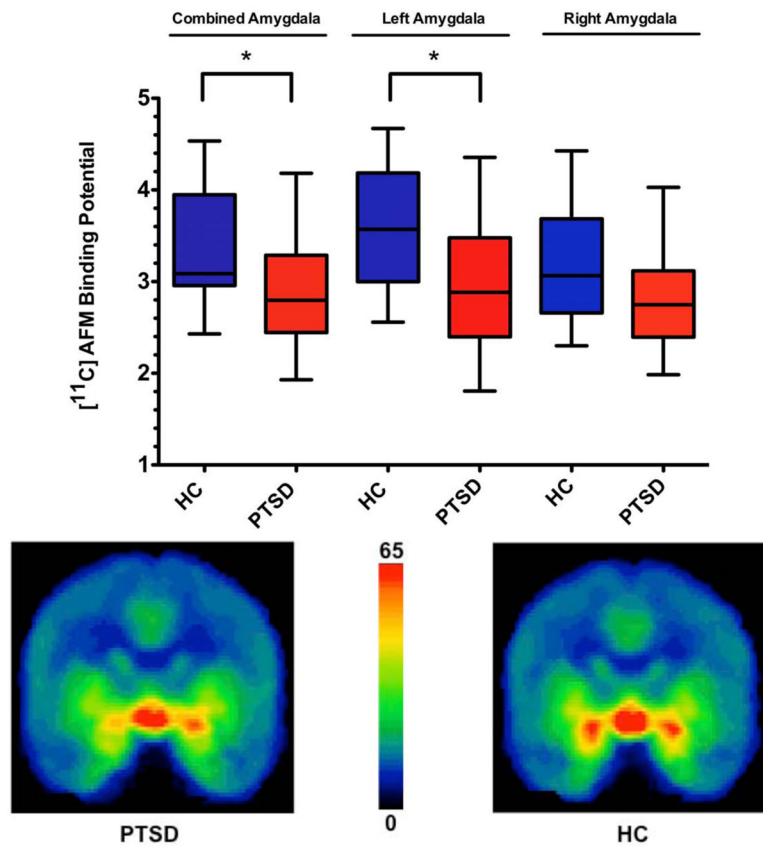 Combined Amygdala Left Amygdala Right Amygdala
* *
[¹¹C] AFM Binding Potential
5
4
3
2
1
HC PTSD HC PTSD HC PTSD
65
0
PTSD HC